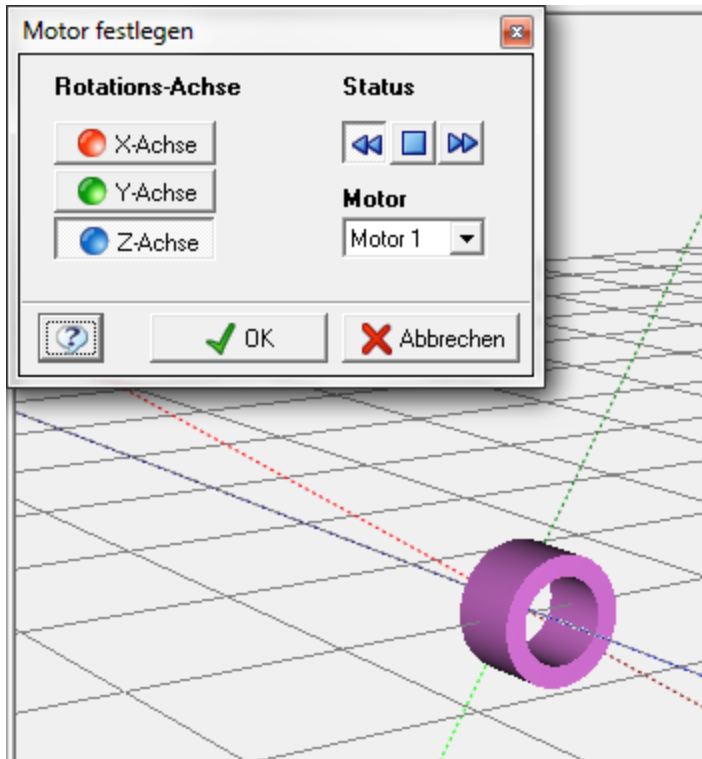 Motor festlegen
Rotations-Achse
X-Achse
Y-Achse
Z-Achse
Status
Motor
Motor 1
OK
Abbrechen